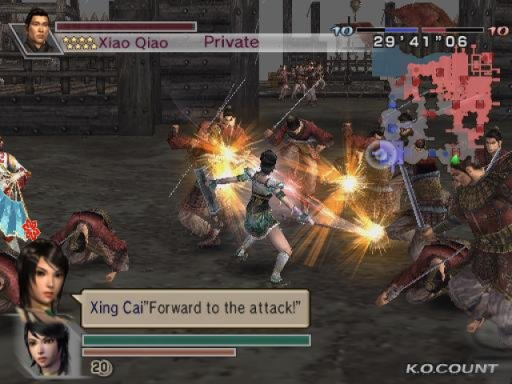 Xiao Qiao Private
10 10
29'41"06
Xing Cai"Forward to the attack!"
20
K.O.COUNT